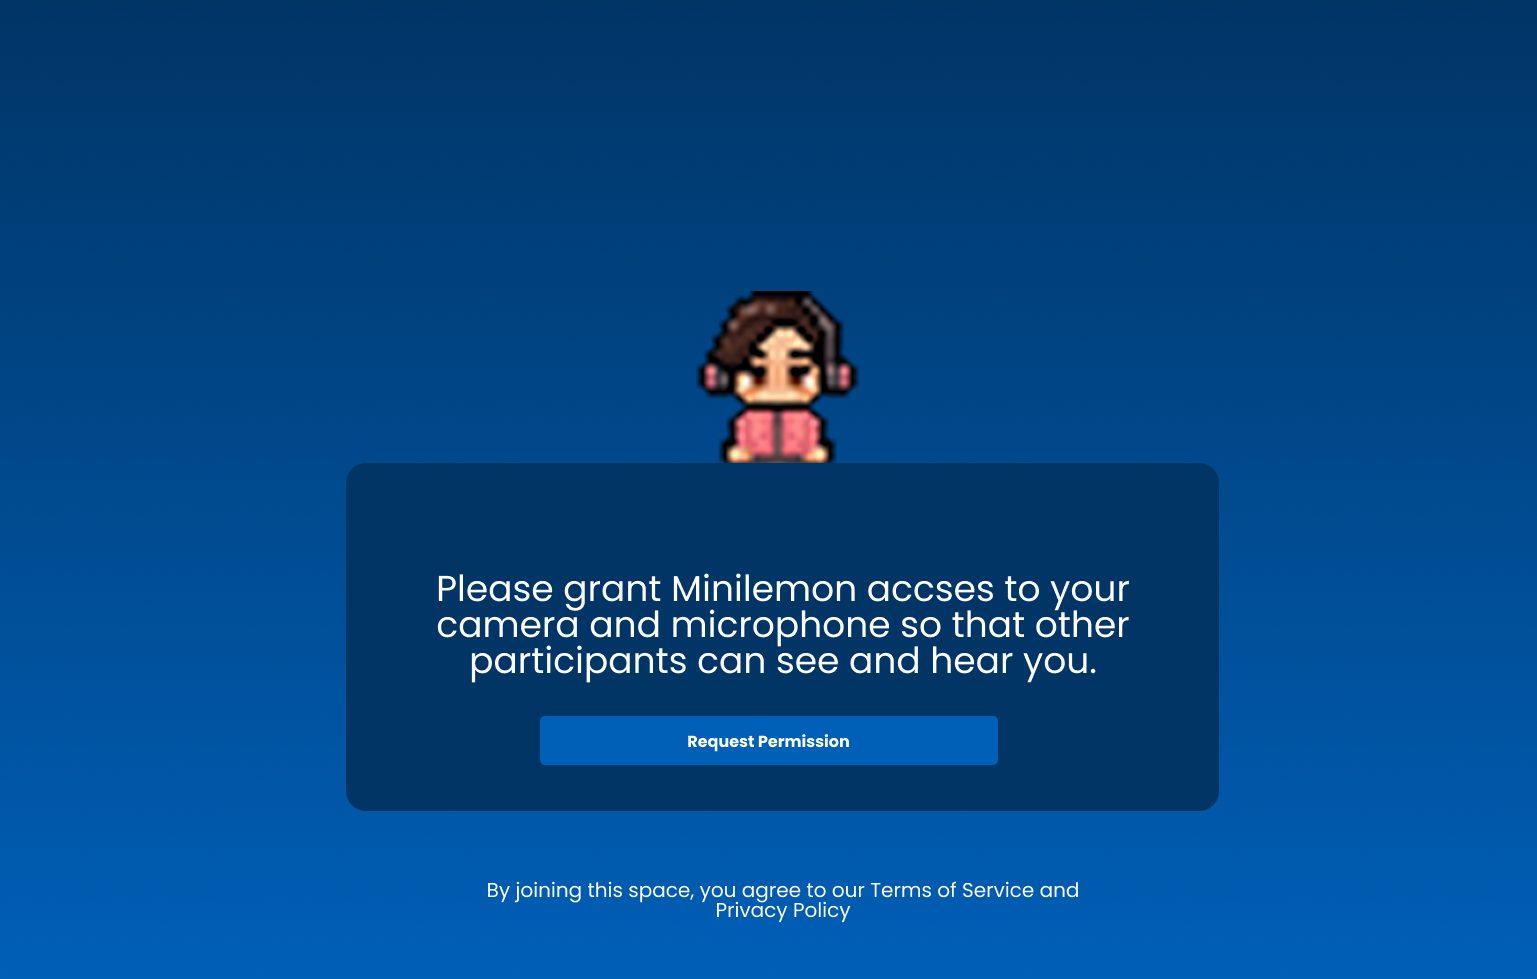 Please grant Minilemon accses to your
camera and microphone so that other
participants can see and hear you.
Request Permission
By joining this space, you agree to our Terms of Service and
Privacy Policy